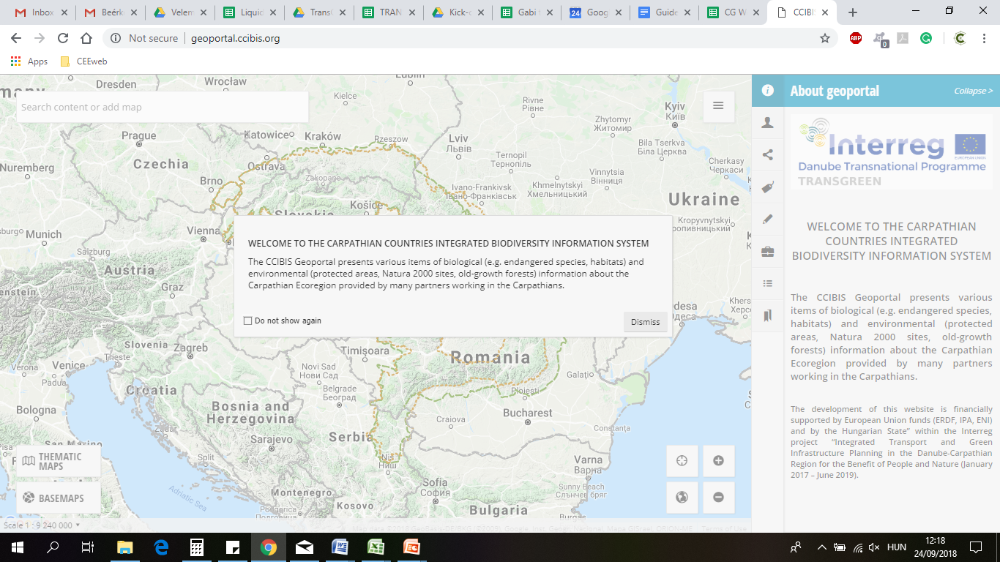 Inbox
Beérk
Velem
Liquid
TRAN
Kick-o
Gabi
Goog
Guide
CG W
CCIBI
Not secure geoportal.ccibis.org
ABP
0
Apps CEEweb
Search content or add map
Dresden
Wrocław
Lublin
Kielce
Rivne
Рівне
Kyiv
Київ
Zhytomyr
Житомир
Prague
Katowice
Kraków
Rzeszow
Lviv
Львів
Bila Tserkva
Біла Церква
Czechia
Ostrava
Ternopil
Тернопіль
Cherkasy
Черкаси
Nuremberg
Brno
Zakopane
Vinnytsia
Вінниця
Khmelnytskyi
Хмельницький
Ivano-Frankivsk
Івано-Франківськ
Košice
Slovakia
Ukraine
Kropyvnytskyi
Munich
Vienna
Salzburg
Austria
Graz
WELCOME TO THE CARPATHIAN COUNTRIES INTEGRATED BIODIVERSITY INFORMATION SYSTEM
The CCIBIS Geoportal presents various items of biological (e.g. endangered species, habitats) and
environmental (protected areas, Natura 2000 sites, old-growth forests) information about the
Carpathian Ecoregion provided by many partners working in the Carpathians.
Do not show again
Dismiss
Odesa
Одеса
Slovenia
Zagreb
Trieste
Verona
Venice
Padua
Croatia
Timișoara
Novi Sad
Нови Сад
Romania
Galați
Belgrade
Београд
Ploiești
Bologna
Bosnia and
Herzegovina
Zadar
Craiova
Bucharest
Constanța
San Marino
Serbia
Sarajevo
Split
Niš
Ниш
Varna
Варна
Sofia
София
Sunny Beach
Слънчев бряг
Adriatic Sea
Montenegro
Podgorica
Kosovo
Bulgaria
THEMATIC
MAPS
BASEMAPS
Scale 1 : 9 240 000
Map data ©2018 GeoBasis-DE/BKG (©2009), Google, Inst. Geogr. Nacional, Mapa GISrael, ORION-ME
Terms of Use
About geoportal
Collapse >
Interreg
EUROPEAN UNION
Danube Transnational Programme
TRANSGREEN
WELCOME TO THE CARPATHIAN
COUNTRIES INTEGRATED
BIODIVERSITY INFORMATION SYSTEM
The CCIBIS Geoportal presents various
items of biological (e.g. endangered species,
habitats) and environmental (protected
areas, Natura 2000 sites, old-growth
forests) information about the Carpathian
Ecoregion provided by many partners
working in the Carpathians.
The development of this website is financially
supported by European Union funds (ERDF, IPA, ENI)
and by the Hungarian State” within the Interreg
project “Integrated Transport and Green
Infrastructure Planning in the Danube-Carpathian
Region for the Benefit of People and Nature (January
2017 – June 2019).
HUN
12:18
24/09/2018